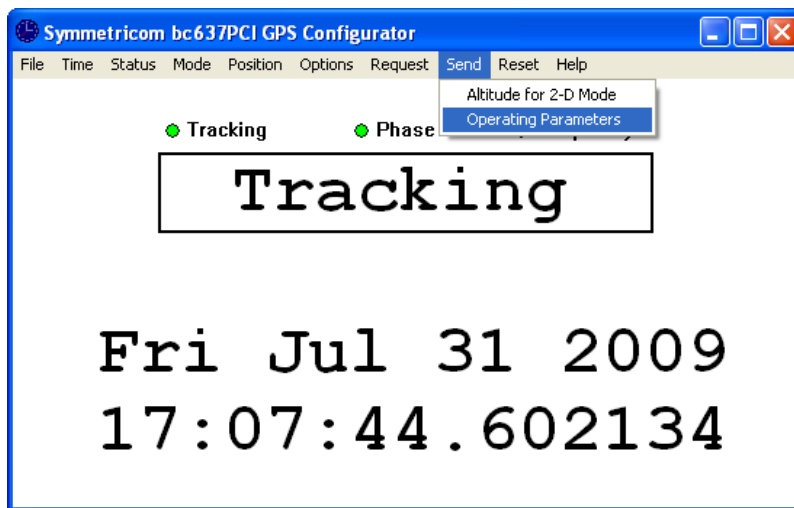 Symmetricom bc637PCI GPS Configurator
File Time Status Mode Position Options Request Send Reset Help
Altitude for 2-D Mode
Operating Parameters
Tracking Phase
Tracking
Fri Jul 31 2009
17:07:44.602134